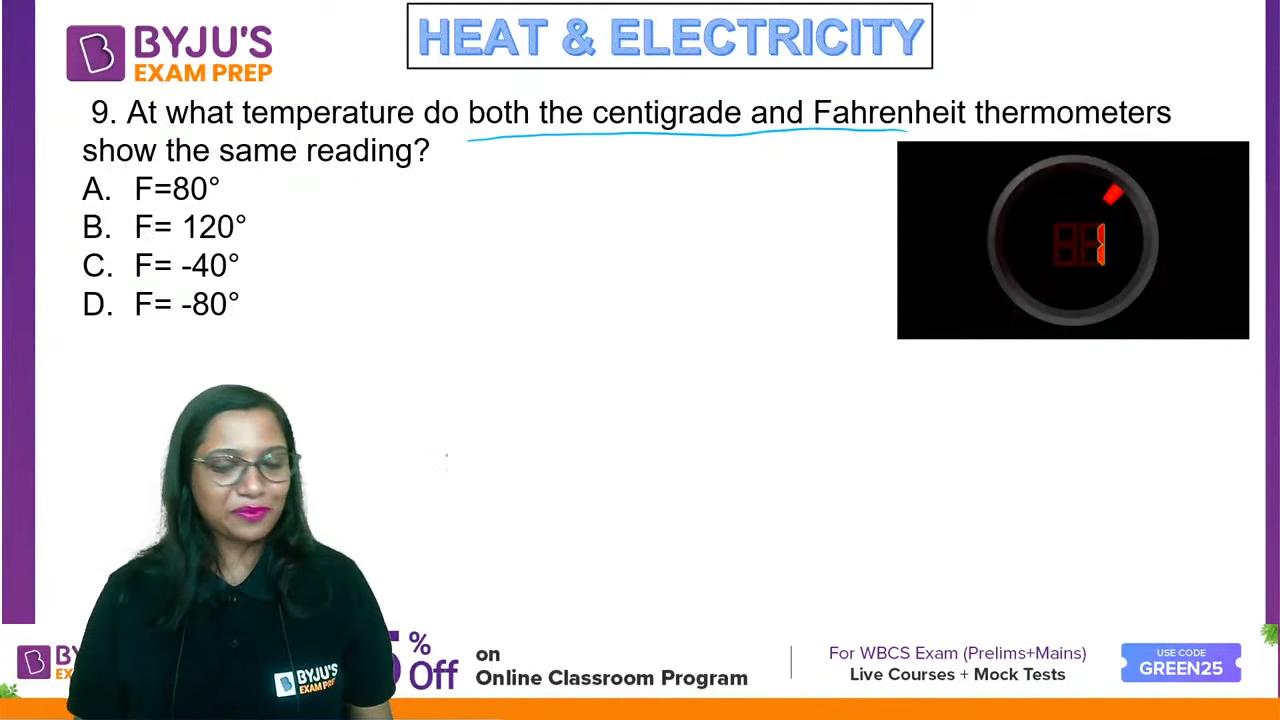 BYJU'S
EXAM PREP
HEAT & ELECTRICITY
9. At what temperature do both the centigrade and Fahrenheit thermometers
show the same reading?
A. F=80°
B. F= 120°
C. F= -40°
D. F= -80°
1
BYJU'S
EXAM PREP
% Off
on
Online Classroom Program
For WBCS Exam (Prelims+Mains)
Live Courses + Mock Tests
USE CODE
GREEN25